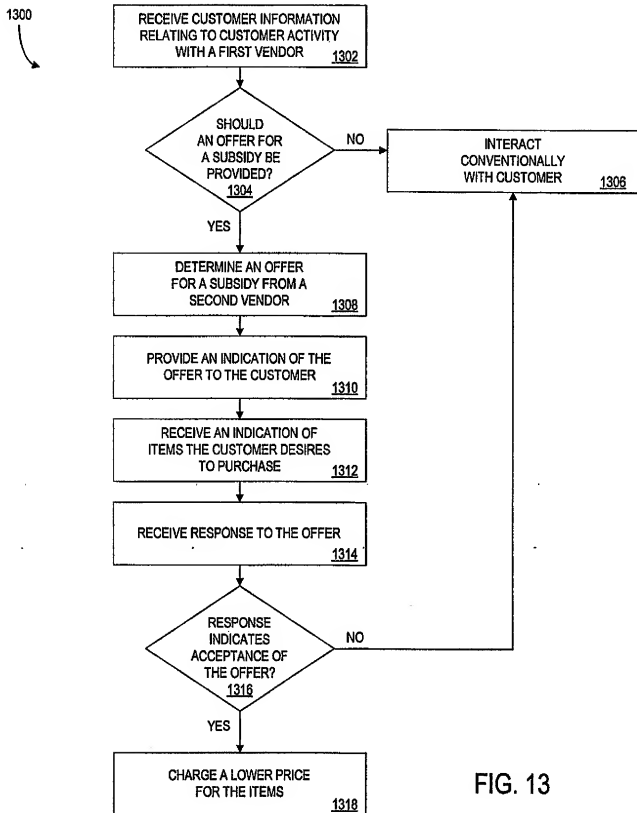 1300
RECEIVE CUSTOMER INFORMATION
RELATING TO CUSTOMER ACTIVITY
WITH A FIRST VENDOR
1302
SHOULD
AN OFFER FOR
A SUBSIDY BE
PROVIDED?
1304
NO
INTERACT
CONVENTIONALLY
WITH CUSTOMER
1306
YES
DETERMINE AN OFFER
FOR A SUBSIDY FROM A
SECOND VENDOR
1308
PROVIDE AN INDICATION OF THE
OFFER TO THE CUSTOMER
1310
RECEIVE AN INDICATION OF
ITEMS THE CUSTOMER DESIRES
TO PURCHASE
1312
RECEIVE RESPONSE TO THE OFFER
1314
RESPONSE
INDICATES
ACCEPTANCE OF
THE OFFER?
1316
NO
YES
CHARGE A LOWER PRICE
FOR THE ITEMS
1318
FIG. 13